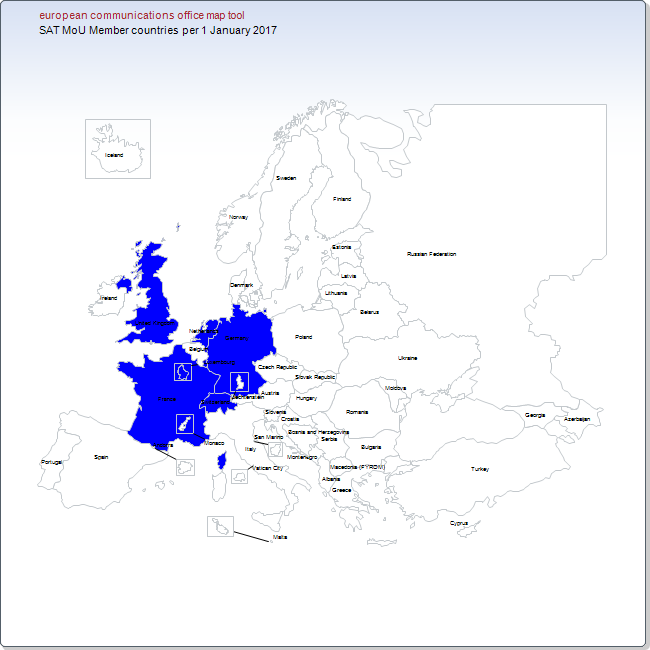 european communications office map tool
SAT MoU Member countries per 1 January 2017
Iceland
Sweden
Finland
Norway
Estonia
Russian Federation
Latvia
Denmark
Lithuania
Ireland
Belarus
Netherlands
Germany
Poland
Belgium
Ukraine
Czech Republic
Slovak Republic
Moldova
Austria
Liechtenstein
Hungary
France
Slovenia
Romania
Georgia
Croatia
Azerbaijan
Bosnia and Herzegovina
San Marino
Serbia
Monaco
Italy
Bulgaria
Spain
Montenegro
Portugal
Vatican City
Macedonia (FYROM)
Turkey
Albania
Greece
Cyprus
Malta